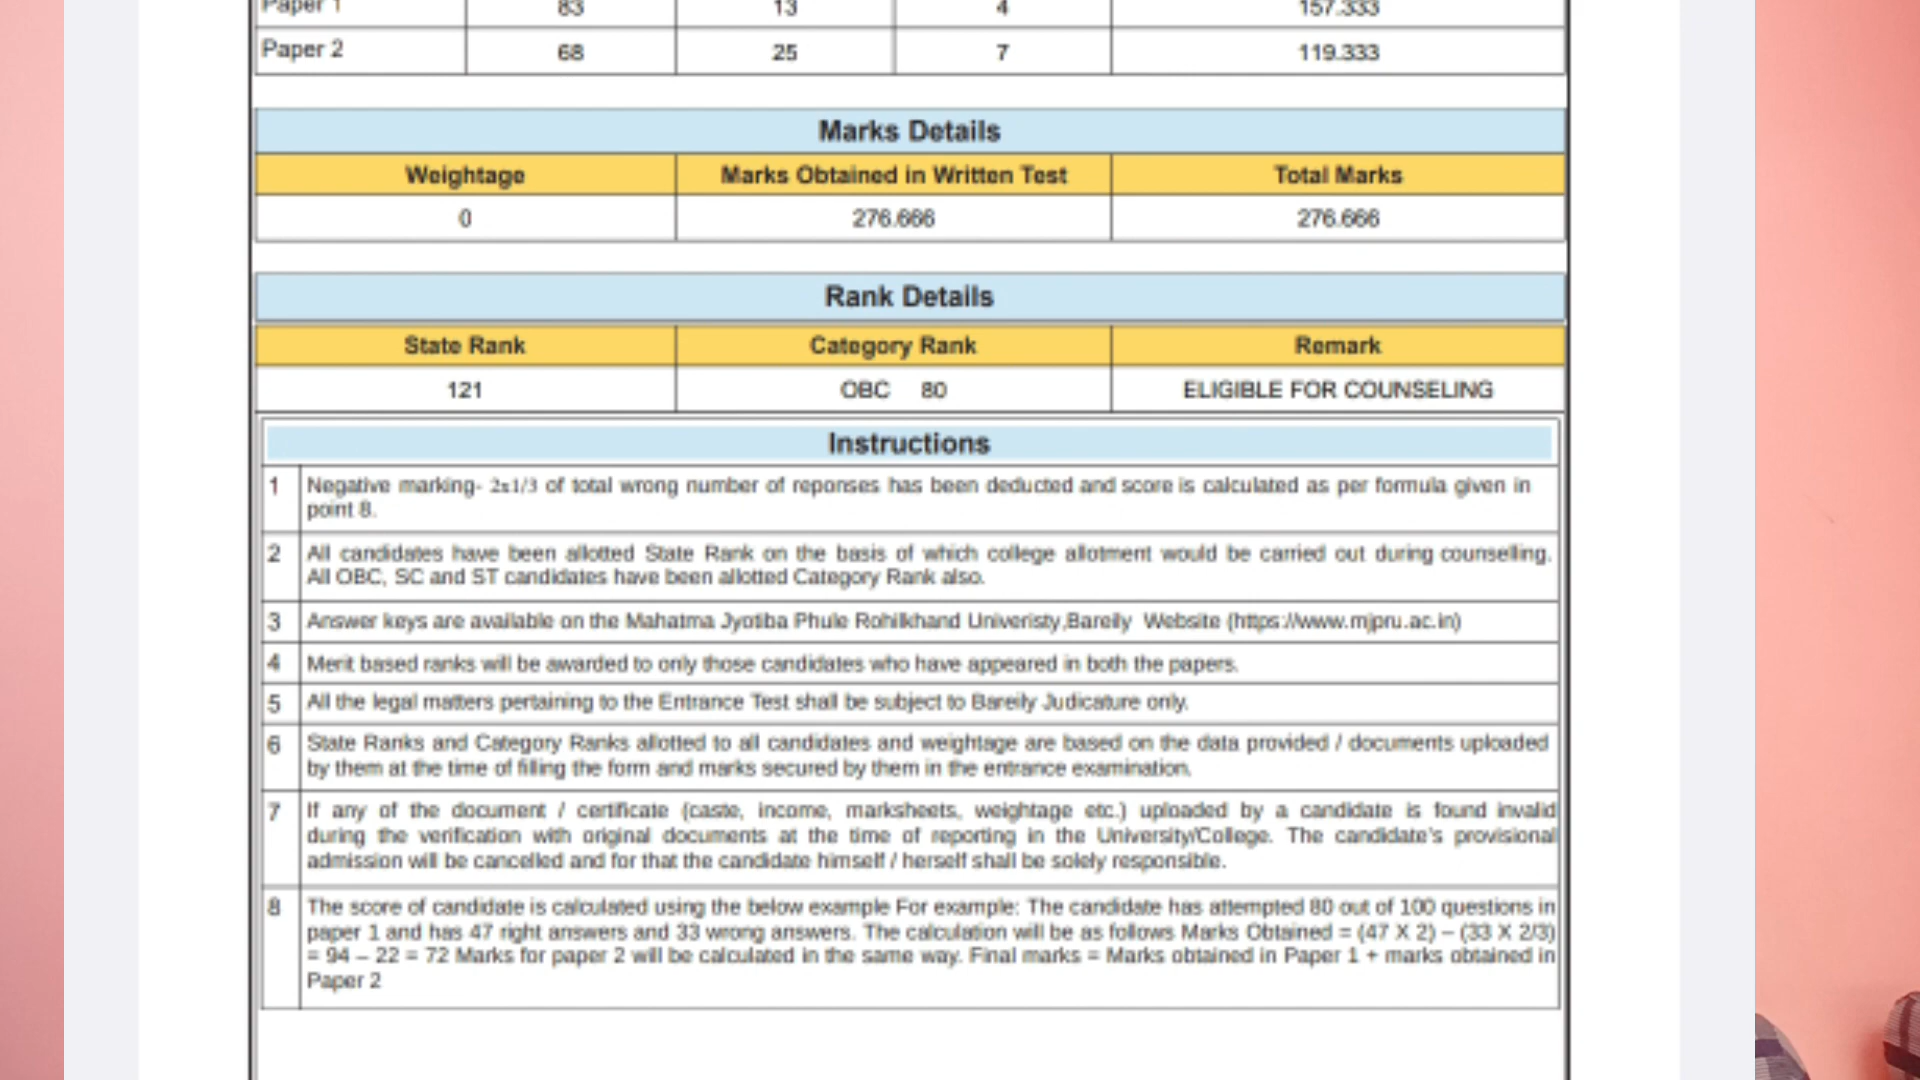 Paper 1 83 13 4 157.333
Paper 2 68 25 7 119.333
Marks Details
Weightage Marks Obtained in Written Test Total Marks
0 276.666 276.666
Rank Details
State Rank Category Rank Remark
121 OBC 80 ELIGIBLE FOR COUNSELING
Instructions
1 Negative marking- 2x1/3 of total wrong number of reponses has been deducted and score is calculated as per formula given in
point 8.
2 All candidates have been allotted State Rank on the basis of which college allotment would be carried out during counselling.
All OBC, SC and ST candidates have been allotted Category Rank also.
3 Answer keys are available on the Mahatma Jyotiba Phule Rohilkhand Univeristy,Bareily Website (https://www.mjpru.ac.in)
4 Merit based ranks will be awarded to only those candidates who have appeared in both the papers.
5 All the legal matters pertaining to the Entrance Test shall be subject to Bareily Judicature only.
6 State Ranks and Category Ranks allotted to all candidates and weightage are based on the data provided / documents uploaded
by them at the time of filling the form and marks secured by them in the entrance examination.
7 If any of the document / certificate (caste, income, marksheets, weightage etc.) uploaded by a candidate is found invalid
during the verification with original documents at the time of reporting in the University/College. The candidate's provisional
admission will be cancelled and for that the candidate himself / herself shall be solely responsible.
8 The score of candidate is calculated using the below example For example: The candidate has attempted 80 out of 100 questions in
paper 1 and has 47 right answers and 33 wrong answers. The calculation will be as follows Marks Obtained = (47 X 2) – (33 X 2/3)
= 94 – 22 = 72 Marks for paper 2 will be calculated in the same way. Final marks = Marks obtained in Paper 1 + marks obtained in
Paper 2